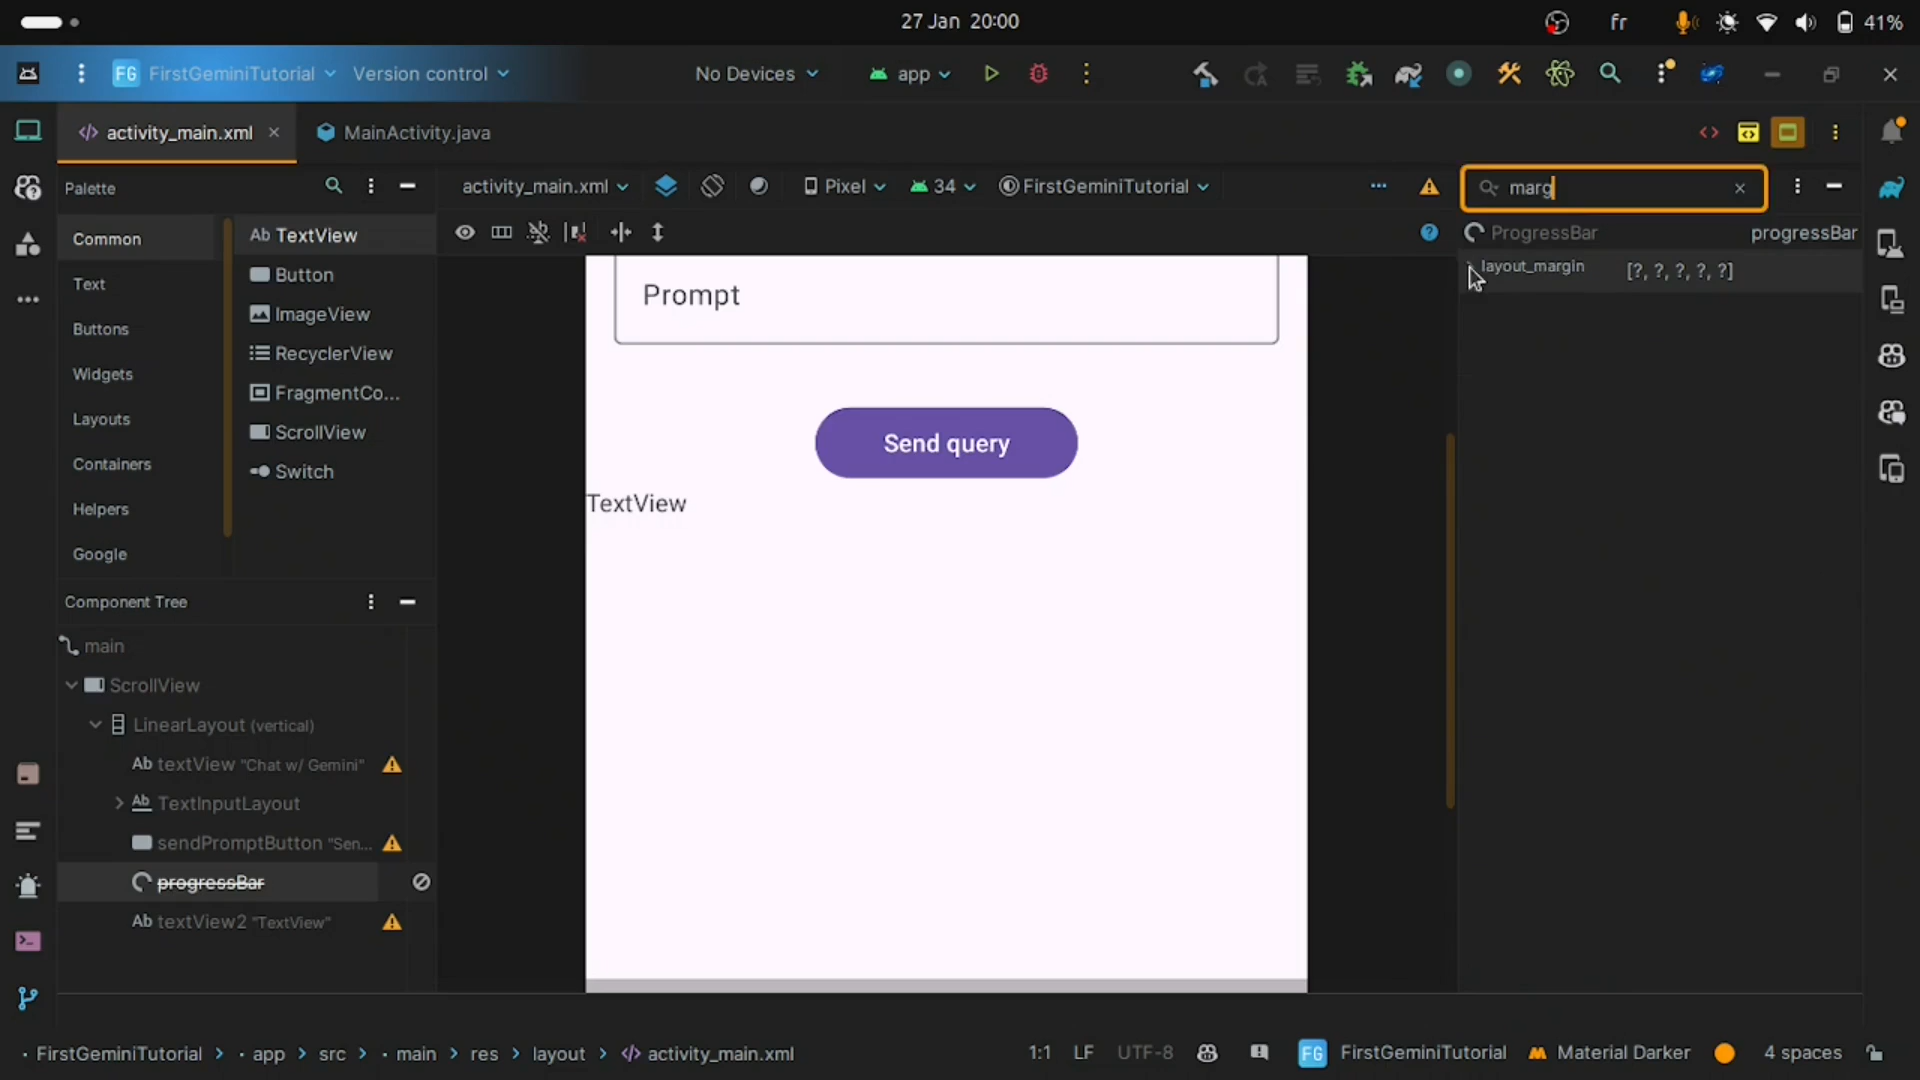 27 Jan 20:00
fr
41%
FG FirstGeminiTutorial
Version control
No Devices
app
activity_main.xml
MainActivity.java
Palette
activity_main.xml
Pixel
34
FirstGeminiTutorial
marg
Common
Text
Buttons
Widgets
Layouts
Containers
Helpers
Google
Ab TextView
Button
ImageView
RecyclerView
FragmentCo...
ScrollView
Switch
ProgressBar
progressBar
layout_margin
[?, ?, ?, ?, ?]
Prompt
Send query
TextView
Component Tree
main
ScrollView
LinearLayout (vertical)
Ab textView "Chat w/ Gemini"
Ab TextInputLayout
sendPromptButton "Sen...
progressBar
Ab textView2 "TextView"
FirstGeminiTutorial > app > src > main > res > layout > activity_main.xml
1:1
LF
UTF-8
FG FirstGeminiTutorial
Material Darker
4 spaces